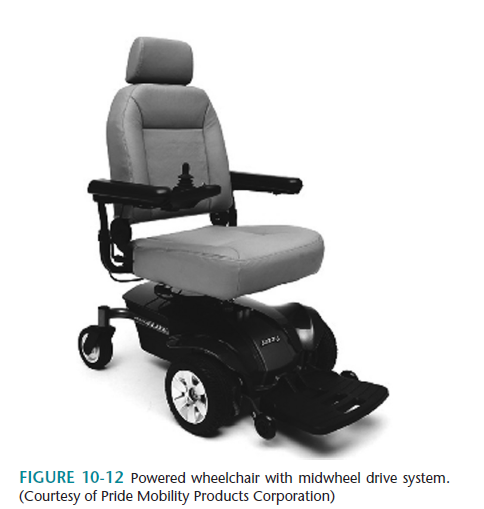 FIGURE 10-12 Powered wheelchair with midwheel drive system.
(Courtesy of Pride Mobility Products Corporation)